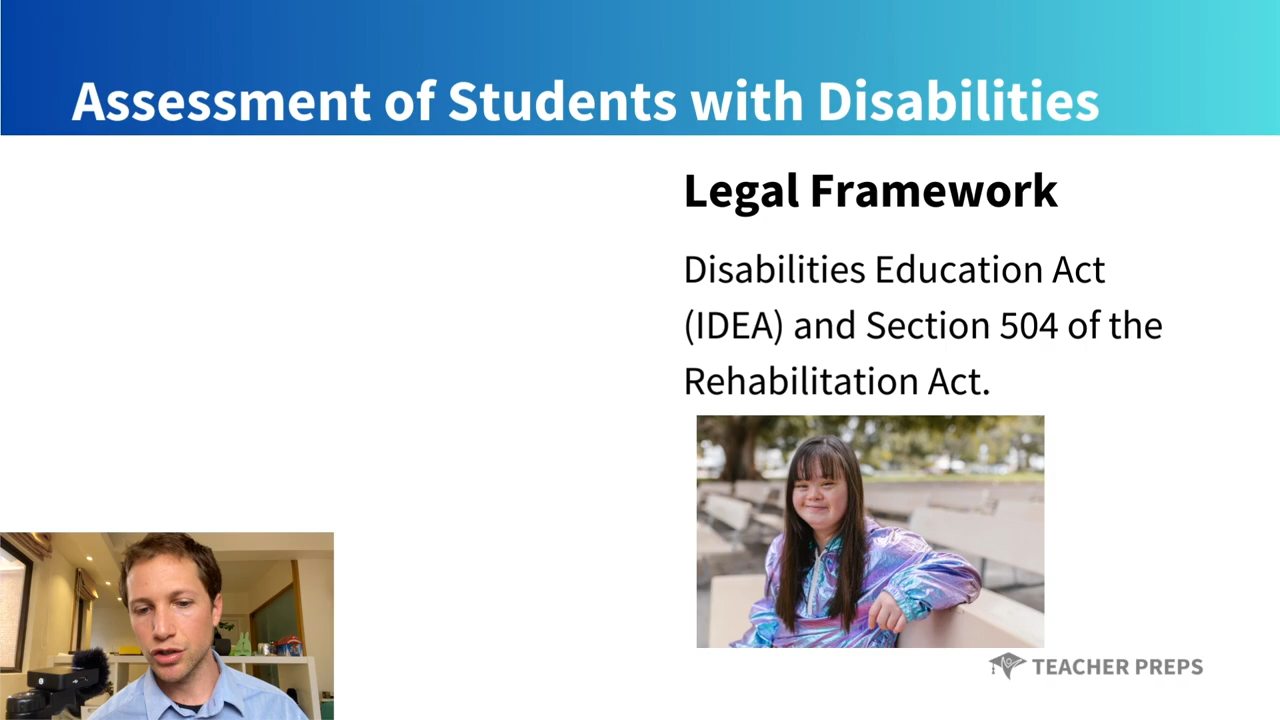 Assessment of Students with Disabilities
Legal Framework
Disabilities Education Act
(IDEA) and Section 504 of the
Rehabilitation Act.
TEACHER PREPS